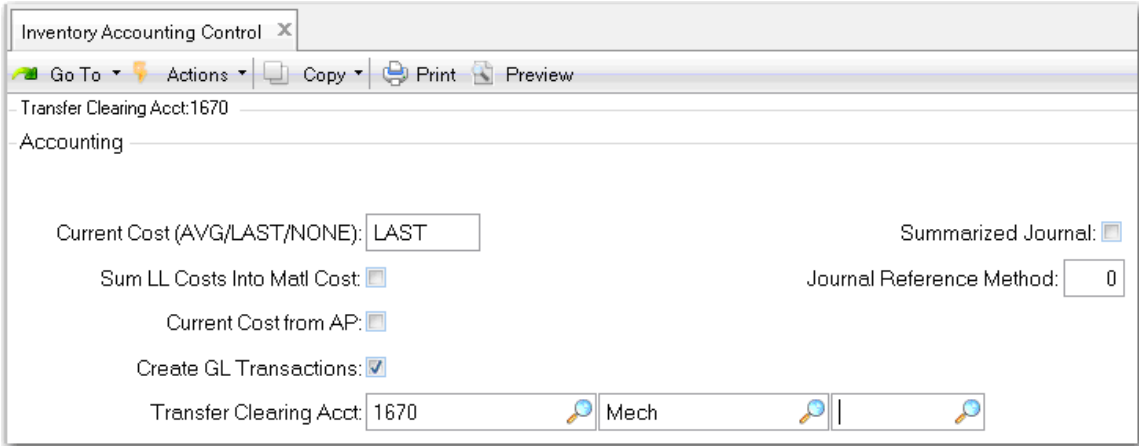 Inventory Accounting Control
Go To Actions Copy Print Preview
Transfer Clearing Acct:1670
Accounting
Current Cost (AVG/LAST/NONE): LAST Summarized Journal:
Sum LL Costs Into Matl Cost: Journal Reference Method: 0
Current Cost from AP:
Create GL Transactions:
Transfer Clearing Acct: 1670 Mech